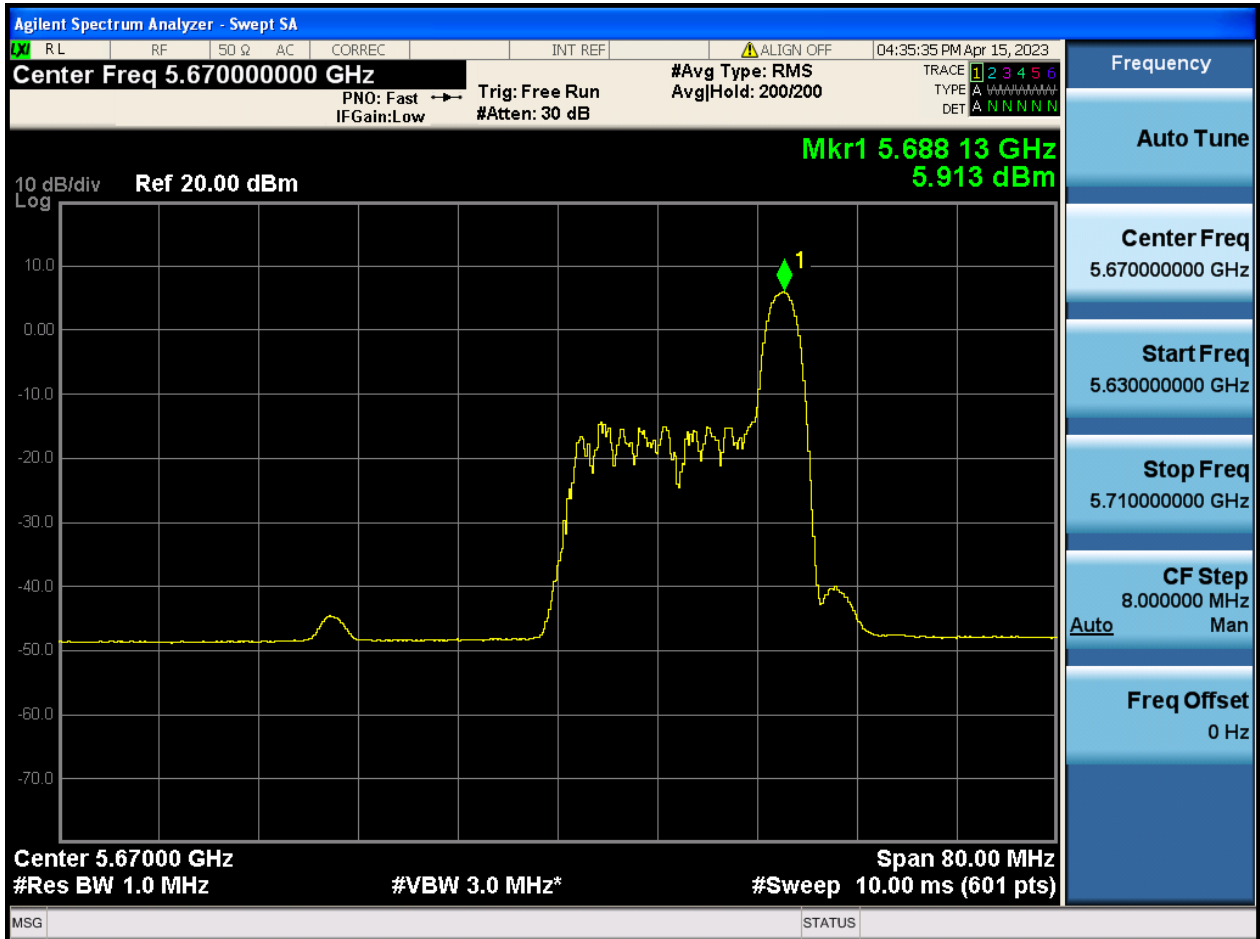 Agilent Spectrum Analyzer - Swept SA
LXI RL RF 50 Ω AC CORREC INT REF ALIGN OFF 04:35:35 PM Apr 15, 2023
Center Freq 5.670000000 GHz
PNO: Fast
IFGain:Low
Trig: Free Run
#Atten: 30 dB
#Avg Type: RMS
Avg|Hold: 200/200
TRACE 1 2 3 4 5 6
TYPE A WWWWW
DET A N N N N N
Mkr1 5.688 13 GHz
5.913 dBm
10 dB/div Ref 20.00 dBm
Log
10.0
0.00
-10.0
-20.0
-30.0
-40.0
-50.0
-60.0
-70.0
1
Center 5.67000 GHz Span 80.00 MHz
#Res BW 1.0 MHz #VBW 3.0 MHz* #Sweep 10.00 ms (601 pts)
MSG STATUS
Frequency
Auto Tune
Center Freq
5.670000000 GHz
Start Freq
5.630000000 GHz
Stop Freq
5.710000000 GHz
CF Step
8.000000 MHz
Auto Man
Freq Offset
0 Hz